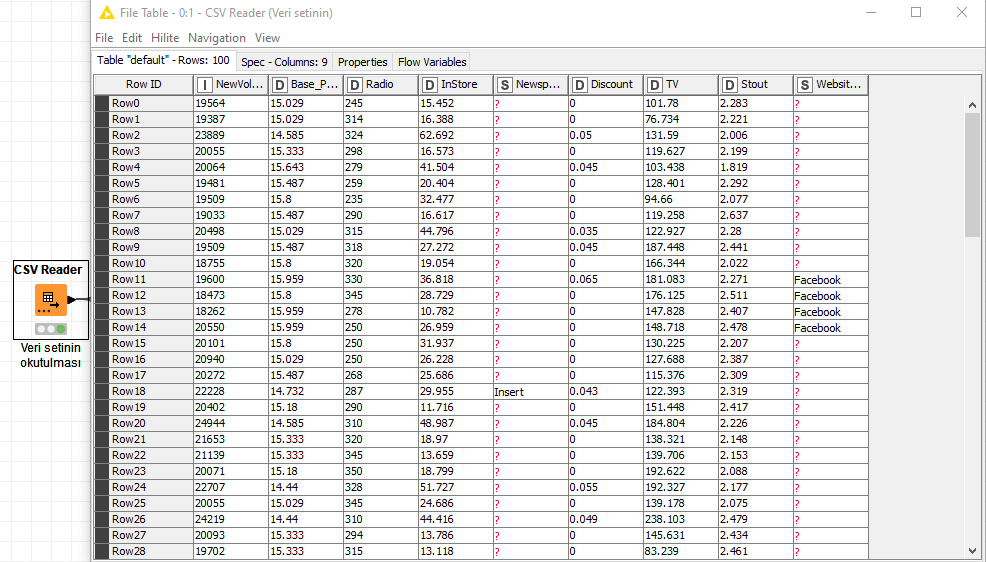 File Table - 0:1 - CSV Reader (Veri setinin)
File Edit Hilite Navigation View
Table "default" - Rows: 100 Spec - Columns: 9 Properties Flow Variables
Row ID I NewVol... D Base_P... D Radio D InStore S Newsp... D Discount D TV D Stout S Websit...
Row0 19564 15.029 245 15.452 ? 0 101.78 2.283 ?
Row1 19387 15.029 314 16.388 ? 0 76.734 2.221 ?
Row2 23889 14.585 324 62.692 ? 0.05 131.59 2.006 ?
Row3 20055 15.333 298 16.573 ? 0 119.627 2.199 ?
Row4 20064 15.643 279 41.504 ? 0.045 103.438 1.819 ?
Row5 19481 15.487 259 20.404 ? 0 128.401 2.292 ?
Row6 19509 15.8 235 32.477 ? 0 94.66 2.077 ?
Row7 19033 15.487 290 16.617 ? 0 119.258 2.637 ?
Row8 20498 15.029 315 44.796 ? 0.035 122.927 2.28 ?
Row9 19509 15.487 318 27.272 ? 0.045 187.448 2.441 ?
Row10 18755 15.8 320 19.054 ? 0 166.344 2.022 ?
Row11 19600 15.959 330 36.818 ? 0.065 181.083 2.271 Facebook
Row12 18473 15.8 345 28.729 ? 0 176.125 2.511 Facebook
Row13 18262 15.959 278 10.782 ? 0 147.828 2.407 Facebook
Row14 20550 15.959 250 26.959 ? 0 148.718 2.478 Facebook
Row15 20101 15.8 250 31.937 ? 0 130.225 2.207 ?
Row16 20940 15.029 250 26.228 ? 0 127.688 2.387 ?
Row17 20272 15.487 268 25.686 ? 0 115.376 2.309 ?
Row18 22228 14.732 287 29.955 Insert 0.043 122.393 2.319 ?
Row19 20402 15.18 290 11.716 ? 0 151.448 2.417 ?
Row20 24944 14.585 310 48.987 ? 0.045 184.804 2.226 ?
Row21 21653 15.333 320 18.97 ? 0 138.321 2.148 ?
Row22 21139 15.333 345 13.659 ? 0 139.706 2.153 ?
Row23 20071 15.18 350 18.799 ? 0 192.622 2.088 ?
Row24 22707 14.44 328 51.727 ? 0.055 192.327 2.177 ?
Row25 20055 15.029 345 24.686 ? 0 139.178 2.075 ?
Row26 24219 14.44 310 44.416 ? 0.049 238.103 2.479 ?
Row27 20093 15.333 294 13.786 ? 0 145.631 2.434 ?
Row28 19702 15.333 315 13.118 ? 0 83.239 2.461 ?
CSV Reader
Veri setinin
okutulması